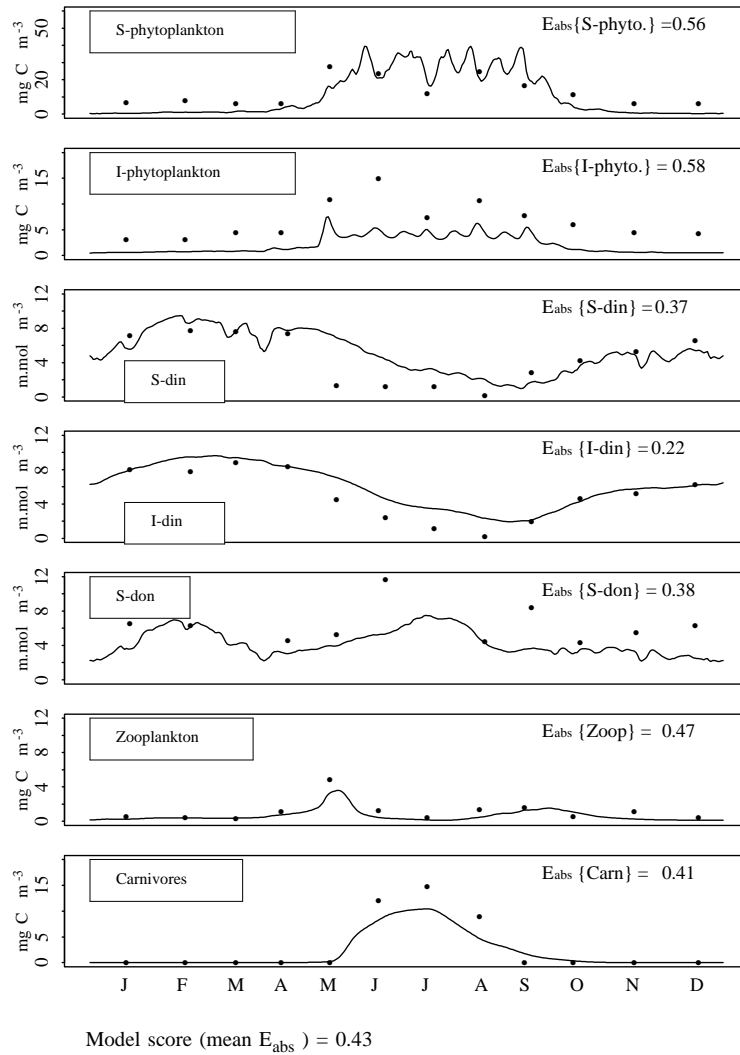 S-phytoplankton
Eabs{S-phyto.} =0.56
mg C m-3
50
20
0
I-phytoplankton
Eabs{I-phyto.} =0.58
mg C m-3
15
5
0
S-din
Eabs {S-din} =0.37
m.mol m-3
12
8
4
0
I-din
Eabs {I-din} =0.22
m.mol m-3
12
8
4
0
S-don
Eabs {S-don} = 0.38
m.mol m-3
12
8
4
0
Zooplankton
Eabs {Zoop} = 0.47
mg C m-3
12
8
4
0
Carnivores
Eabs {Carn} = 0.41
mg C m-3
15
5
0
J F M A M J J A S O N D
Model score (mean Eabs ) = 0.43